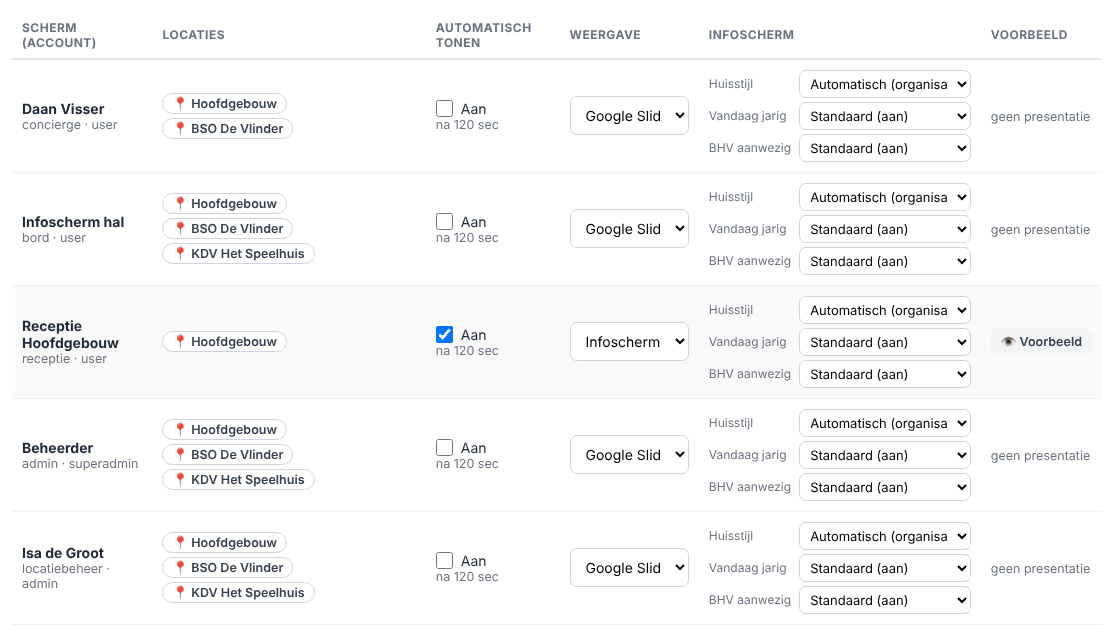 SCHERM (ACCOUNT) LOCATIES AUTOMATISCH TONEN WEERGAVE INFOSCHERM VOORBEELD
Daan Visser
concierge · user
Hoofdgebouw
BSO De Vlinder
Aan
na 120 sec
Google Slid
Huisstijl Automatisch (organisa
Vandaag jarig Standaard (aan)
BHV aanwezig Standaard (aan)
geen presentatie
Infoscherm hal
bord · user
Hoofdgebouw
BSO De Vlinder
KDV Het Speelhuis
Aan
na 120 sec
Google Slid
Huisstijl Automatisch (organisa
Vandaag jarig Standaard (aan)
BHV aanwezig Standaard (aan)
geen presentatie
Receptie
Hoofdgebouw
receptie · user
Hoofdgebouw
Aan
na 120 sec
Infoscherm
Huisstijl Automatisch (organisa
Vandaag jarig Standaard (aan)
BHV aanwezig Standaard (aan)
Voorbeeld
Beheerder
admin · superadmin
Hoofdgebouw
BSO De Vlinder
KDV Het Speelhuis
Aan
na 120 sec
Google Slid
Huisstijl Automatisch (organisa
Vandaag jarig Standaard (aan)
BHV aanwezig Standaard (aan)
geen presentatie
Isa de Groot
locatiebeheer ·
admin
Hoofdgebouw
BSO De Vlinder
KDV Het Speelhuis
Aan
na 120 sec
Google Slid
Huisstijl Automatisch (organisa
Vandaag jarig Standaard (aan)
BHV aanwezig Standaard (aan)
geen presentatie